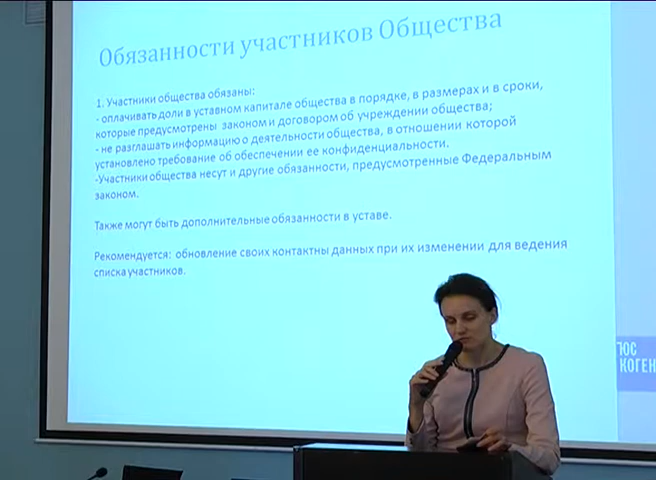 Обязанности участников Общества
1. Участники общества обязаны:
- оплачивать доли в уставном капитале общества в порядке, в размерах и в сроки,
которые предусмотрены законом и договором об учреждении общества;
- не разглашать информацию о деятельности общества, в отношении которой
установлено требование об обеспечении ее конфиденциальности.
-Участники общества несут и другие обязанности, предусмотренные Федеральным
законом.
Также могут быть дополнительные обязанности в уставе.
Рекомендуется: обновление своих контактны данных при их изменении для ведения
списка участников.